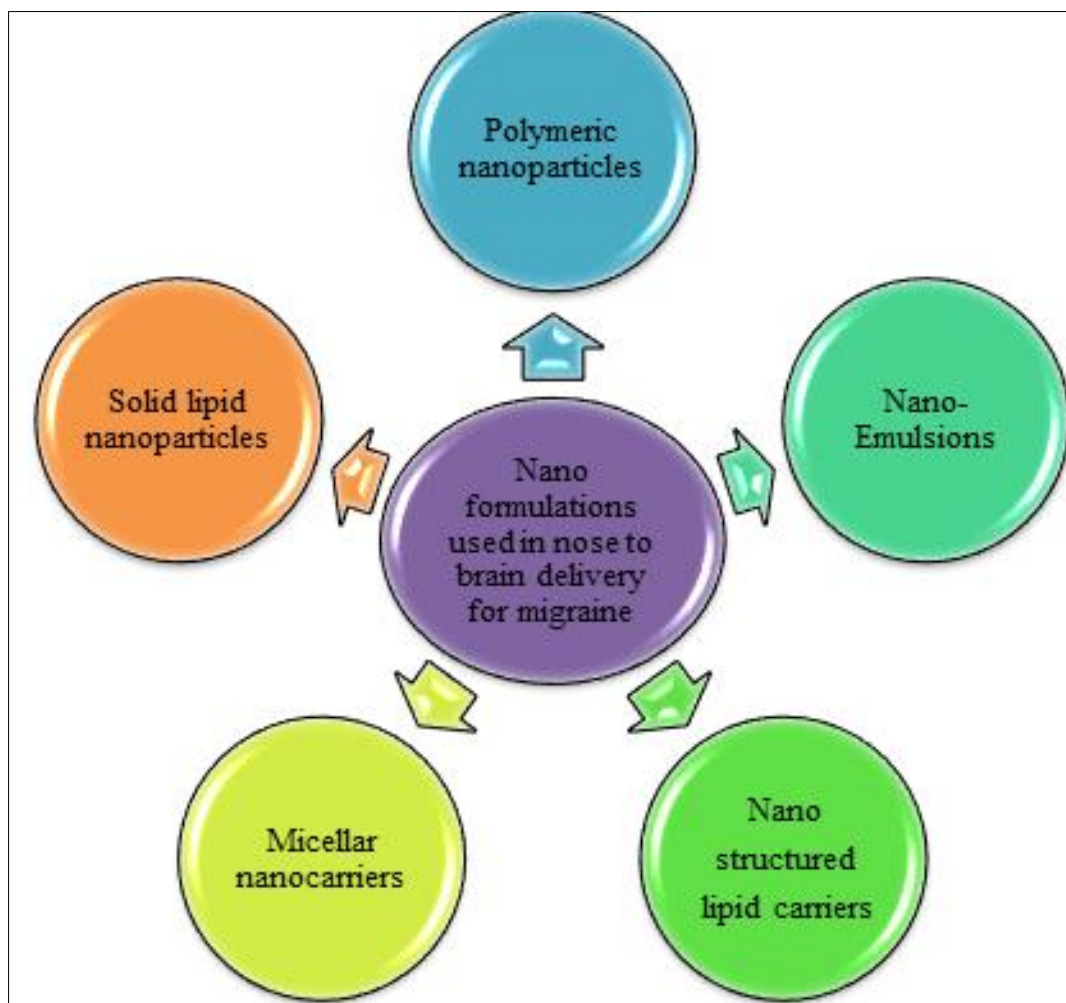 Polymeric
nanoparticles
Solid lipid
nanoparticles
Nano-
Emulsions
Nano
formulations
used in nose to
brain delivery
for migraine
Micellar
nanocarriers
Nano
structured
lipid carriers